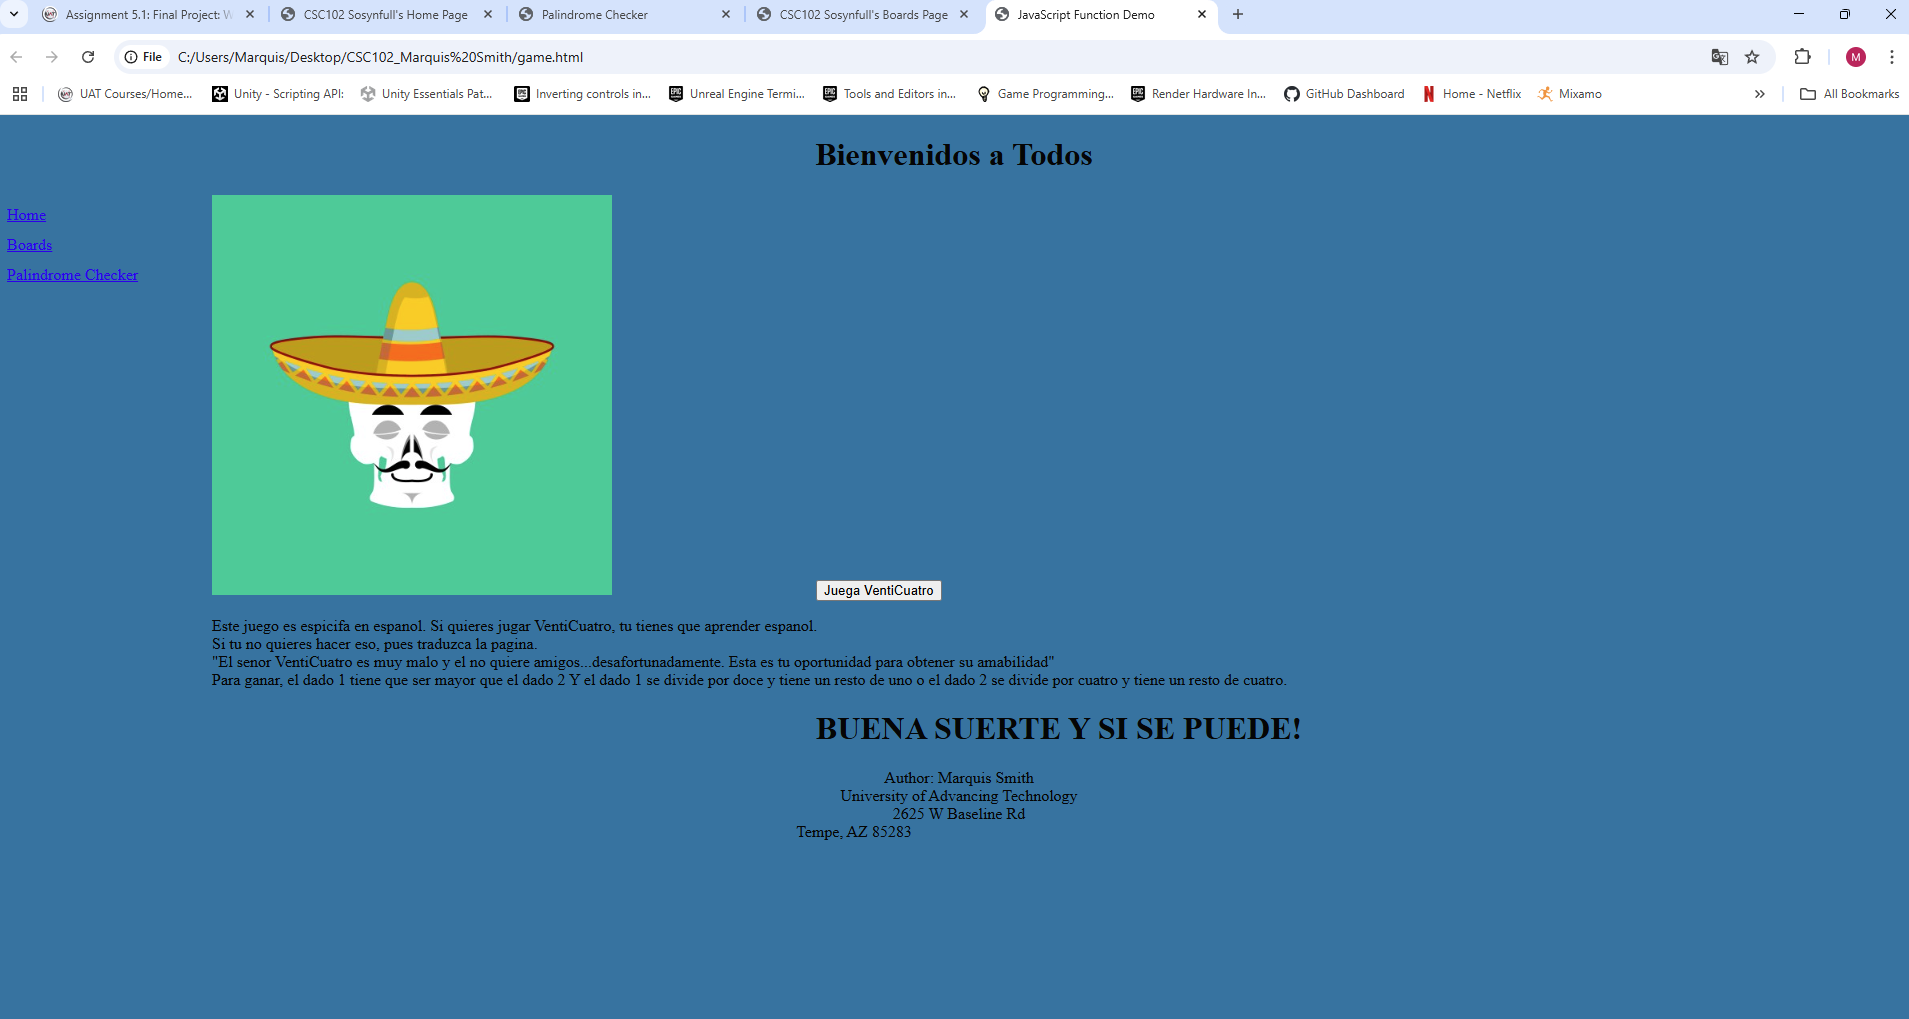 Assignment 5.1: Final Project: W
CSC102 Sosynfull's Home Page
Palindrome Checker
CSC102 Sosynfull's Boards Page
JavaScript Function Demo
File C:/Users/Marquis/Desktop/CSC102_Marquis%20Smith/game.html
M
UAT Courses/Home...
Unity - Scripting API:
Unity Essentials Pat...
Inverting controls in...
Unreal Engine Termi...
Tools and Editors in...
Game Programming...
Render Hardware In...
GitHub Dashboard
Home - Netflix
Mixamo
All Bookmarks
Bienvenidos a Todos
Home
Boards
Palindrome Checker
Juega VentiCuatro
Este juego es espicifa en espanol. Si quieres jugar VentiCuatro, tu tienes que aprender espanol.
Si tu no quieres hacer eso, pues traduzca la pagina.
"El senor VentiCuatro es muy malo y el no quiere amigos...desafortunadamente. Esta es tu oportunidad para obtener su amabilidad"
Para ganar, el dado 1 tiene que ser mayor que el dado 2 Y el dado 1 se divide por doce y tiene un resto de uno o el dado 2 se divide por cuatro y tiene un resto de cuatro.
BUENA SUERTE Y SI SE PUEDE!
Author: Marquis Smith
University of Advancing Technology
2625 W Baseline Rd
Tempe, AZ 85283